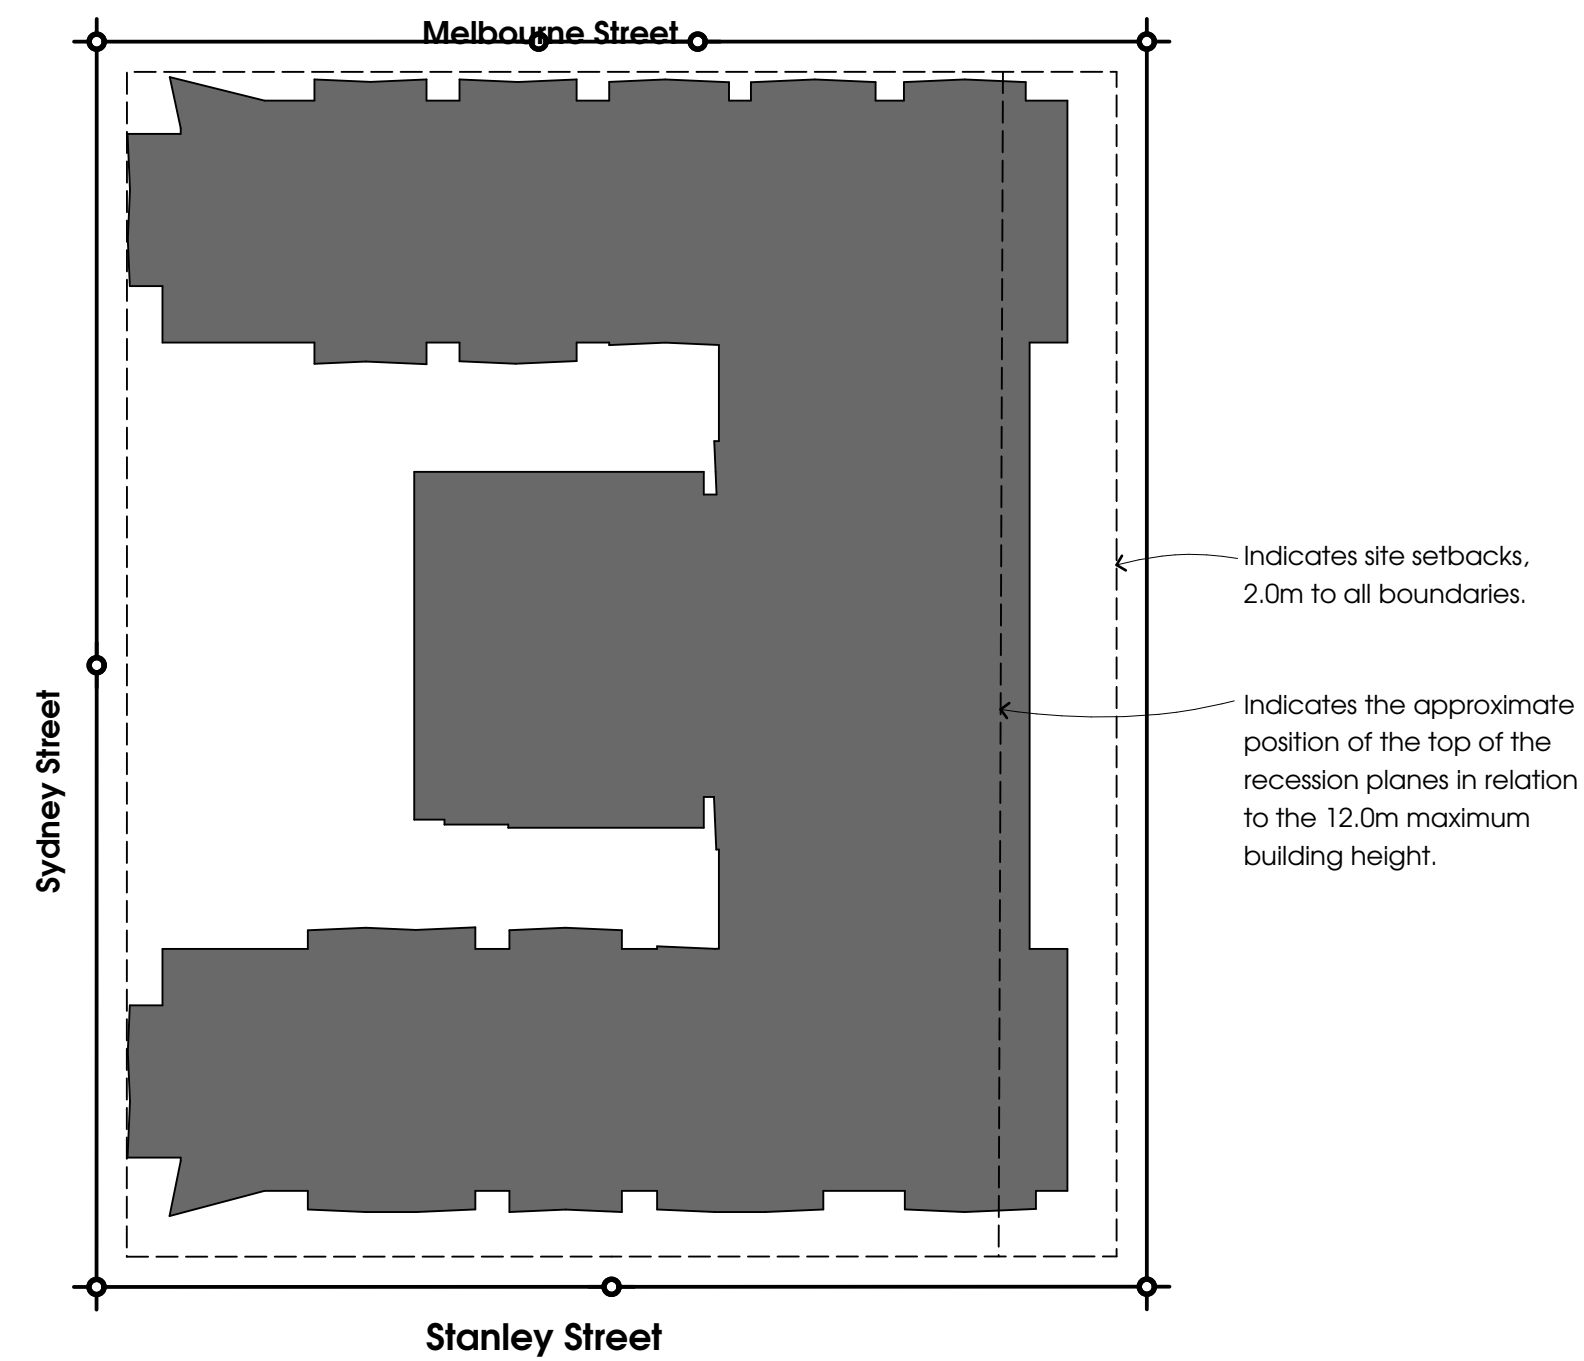 Melbourne Street
Indicates site setbacks,
2.0m to all boundaries.
Indicates the approximate
position of the top of the
recession planes in relation
to the 12.0m maximum
building height.
Sydney Street
Stanley Street